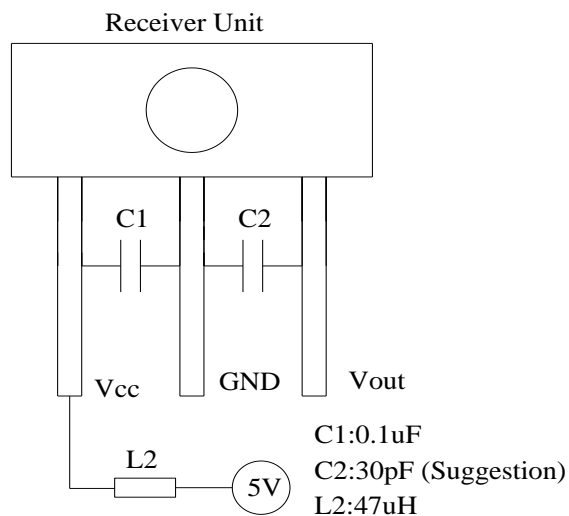 Receiver Unit
C1 C2
Vcc GND Vout
L2 5V
C1:0.1uF
C2:30pF (Suggestion)
L2:47uH